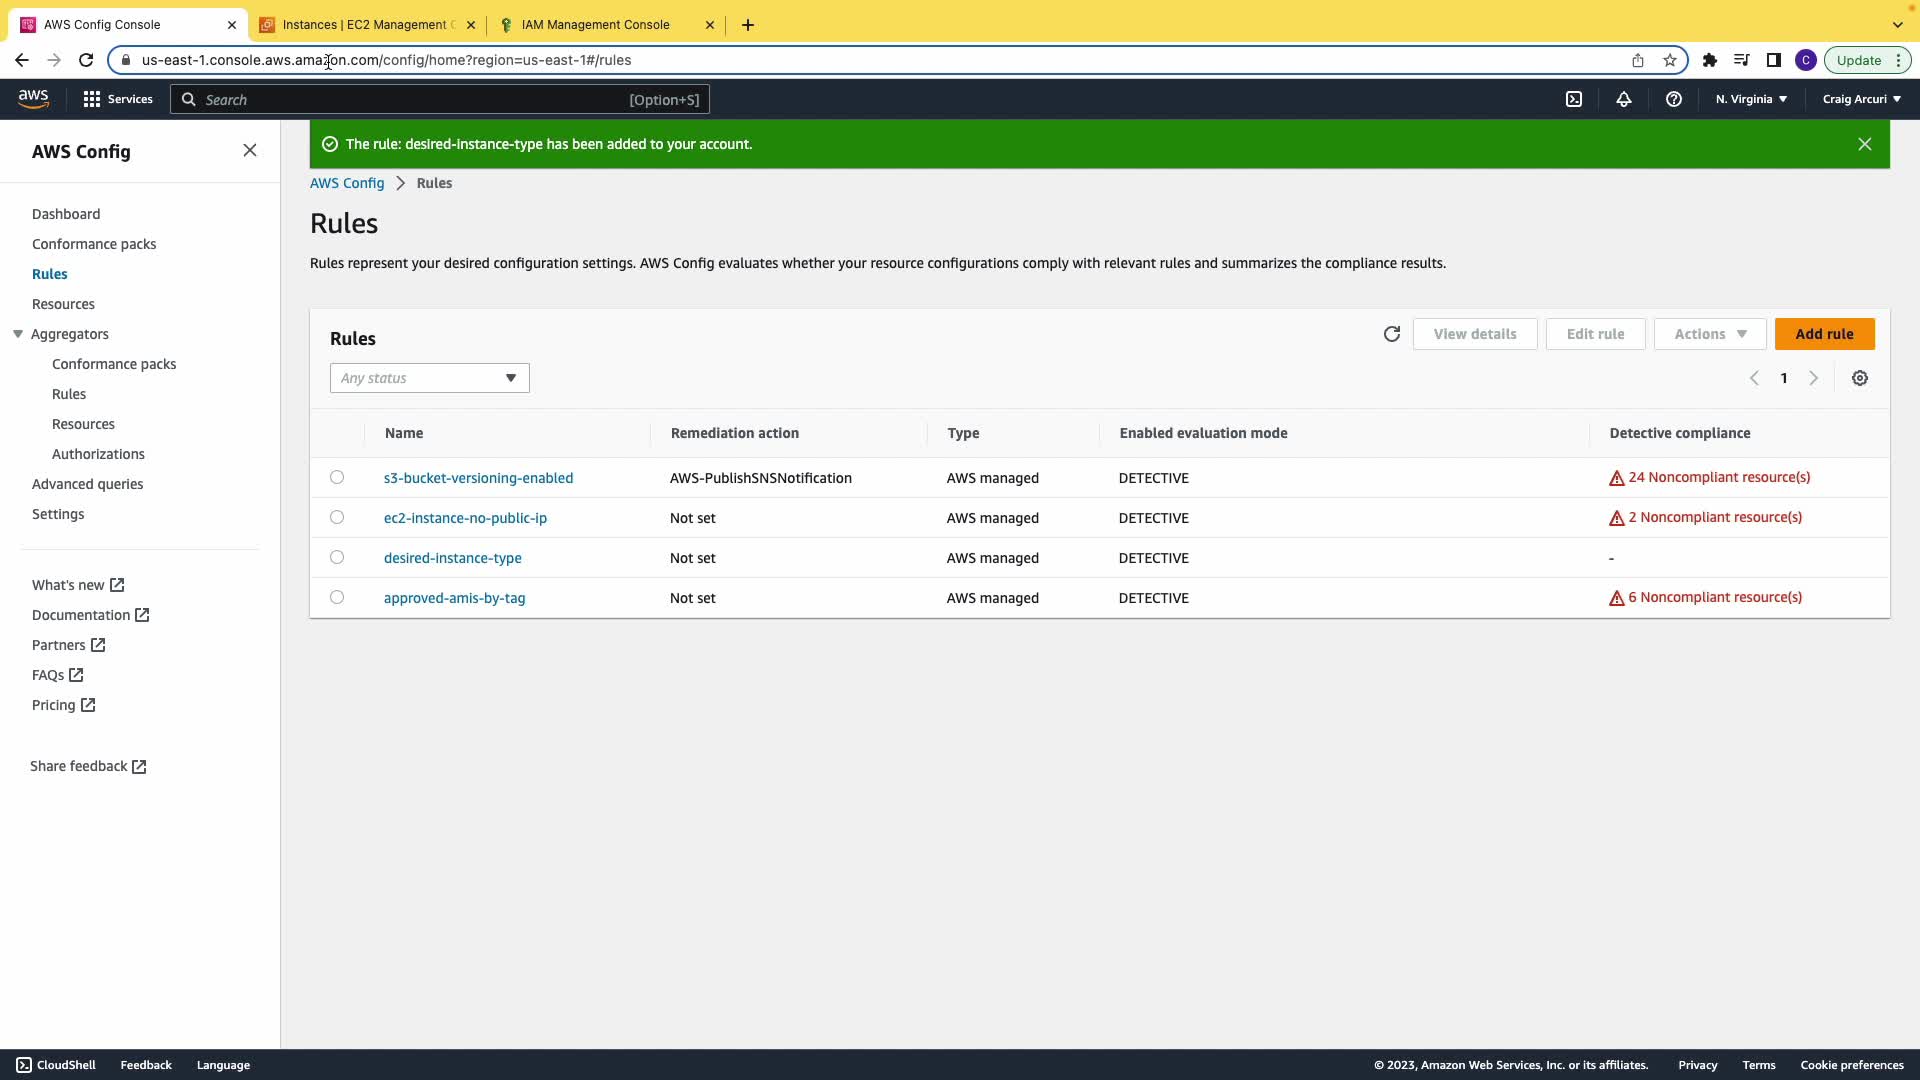 AWS Config Console
Instances | EC2 Management C
IAM Management Console
us-east-1.console.aws.amazon.com/config/home?region=us-east-1#/rules
C
Update
aws
Services
Search
[Option+S]
N. Virginia
Craig Arcuri
AWS Config
The rule: desired-instance-type has been added to your account.
AWS Config > Rules
Rules
Rules represent your desired configuration settings. AWS Config evaluates whether your resource configurations comply with relevant rules and summarizes the compliance results.
Dashboard
Conformance packs
Rules
Resources
Aggregators
Conformance packs
Rules
Resources
Authorizations
Advanced queries
Settings
What's new
Documentation
Partners
FAQs
Pricing
Share feedback
Rules
View details
Edit rule
Actions
Add rule
Any status
1
Name Remediation action Type Enabled evaluation mode Detective compliance
s3-bucket-versioning-enabled AWS-PublishSNSNotification AWS managed DETECTIVE 24 Noncompliant resource(s)
ec2-instance-no-public-ip Not set AWS managed DETECTIVE 2 Noncompliant resource(s)
desired-instance-type Not set AWS managed DETECTIVE -
approved-amis-by-tag Not set AWS managed DETECTIVE 6 Noncompliant resource(s)
CloudShell
Feedback
Language
© 2023, Amazon Web Services, Inc. or its affiliates.
Privacy
Terms
Cookie preferences